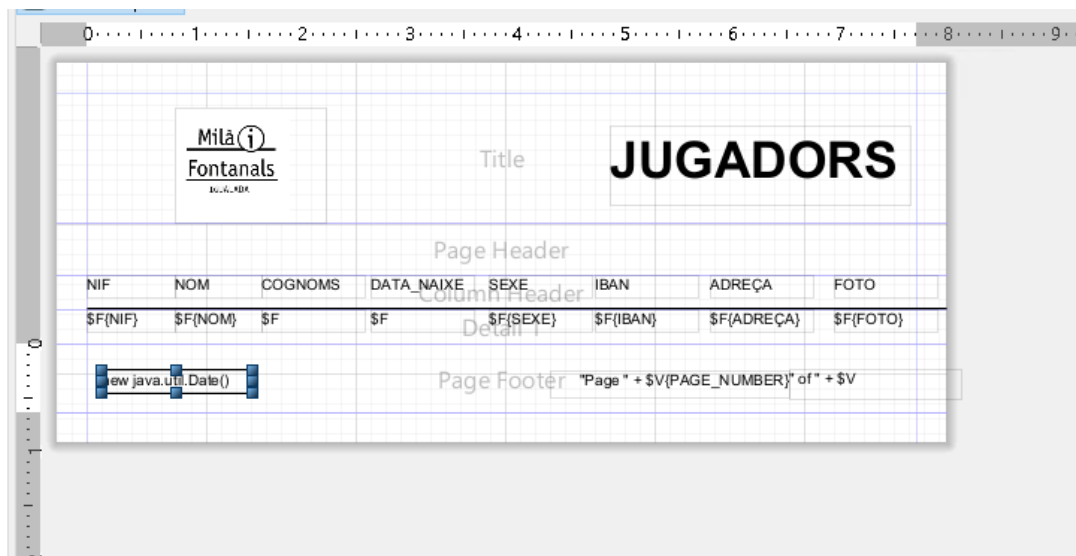 0 1 2 3 4 5 6 7 8 9
Milà i
Fontanals
IGUALADA
Title
JUGADORS
Page Header
NIF NOM COGNOMS DATA_NAIXE SEXE IBAN ADREÇA FOTO
Column Header
$F{NIF} $F{NOM} $F $F $F{SEXE} $F{IBAN} $F{ADREÇA} $F{FOTO}
Detail 1
0
new java.util.Date() Page Footer "Page " + $V{PAGE_NUMBER} " of " + $V
1